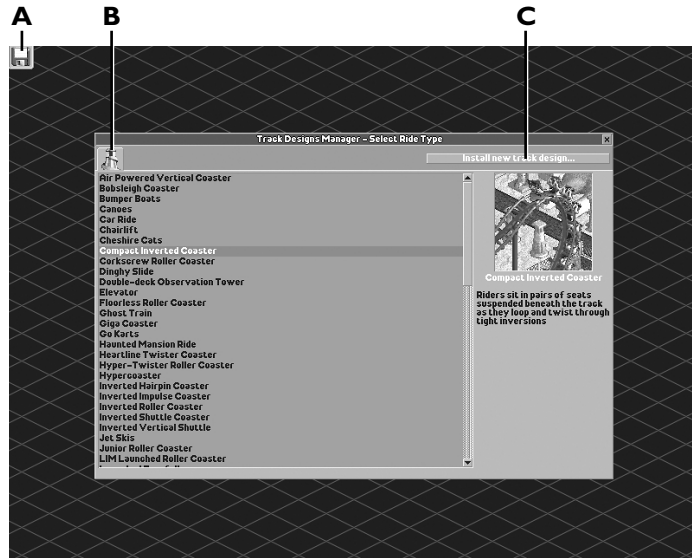 A
B
C
Track Designs Manager - Select Ride Type
Install new track design...
Air Powered Vertical Coaster
Bobsleigh Coaster
Bumper Boats
Canoes
Car Ride
Chairlift
Cheshire Cats
Compact Inverted Coaster
Corkscrew Roller Coaster
Dinghy Slide
Double-deck Observation Tower
Elevator
Floorless Roller Coaster
Ghost Train
Giga Coaster
Go Karts
Haunted Mansion Ride
Heartline Twister Coaster
Hyper-Twister Roller Coaster
Hypercoaster
Inverted Hairpin Coaster
Inverted Impulse Coaster
Inverted Roller Coaster
Inverted Shuttle Coaster
Inverted Vertical Shuttle
Jet Skis
Junior Roller Coaster
LIM Launched Roller Coaster
Compact Inverted Coaster
Riders sit in pairs of seats
suspended beneath the track
as they loop and twist through
tight inversions